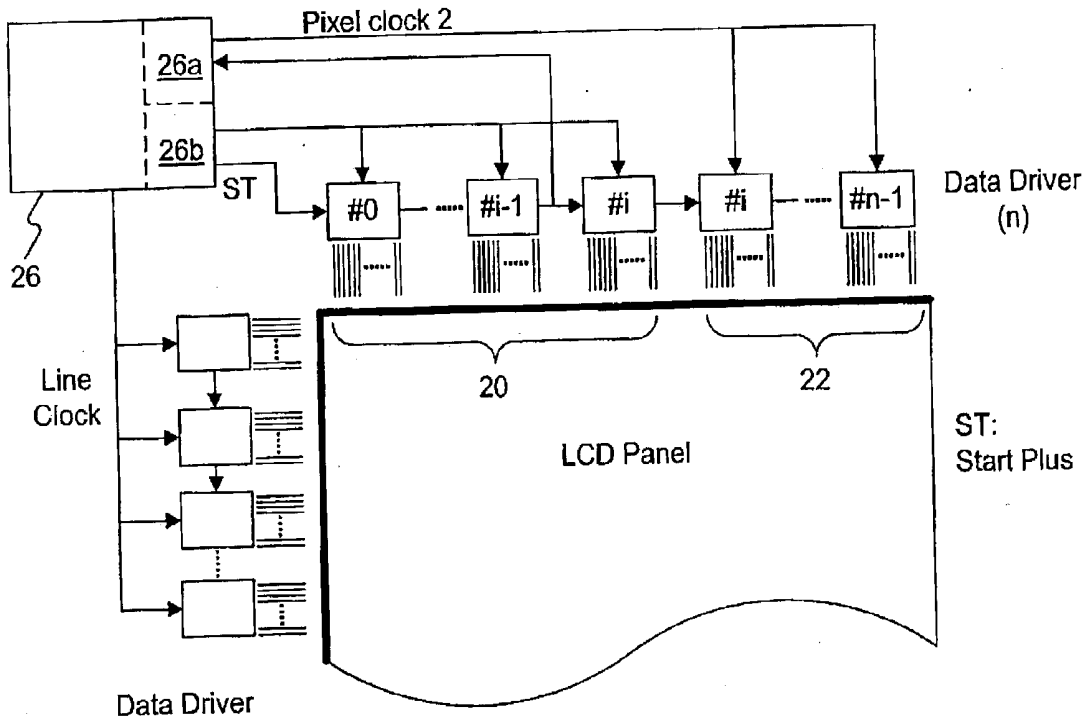 Pixel clock 2
26a
26b
ST
26
#0
#i-1
#i
#i
#n-1
Data Driver
(n)
Line
Clock
20
22
LCD Panel
ST:
Start Plus
Data Driver